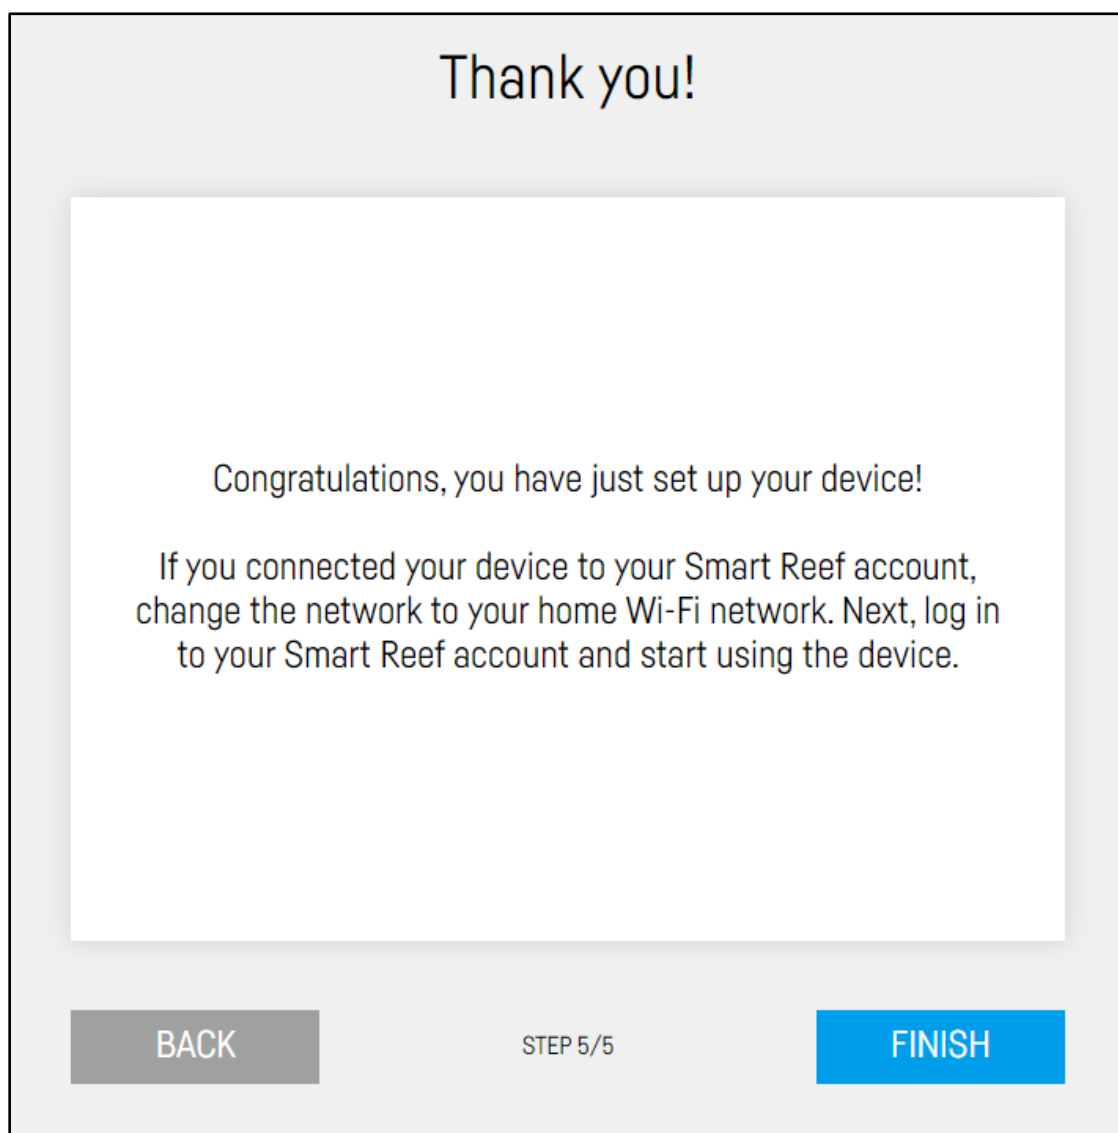 Thank you!
Congratulations, you have just set up your device!
If you connected your device to your Smart Reef account,
change the network to your home Wi-Fi network. Next, log in
to your Smart Reef account and start using the device.
BACK
STEP 5/5
FINISH